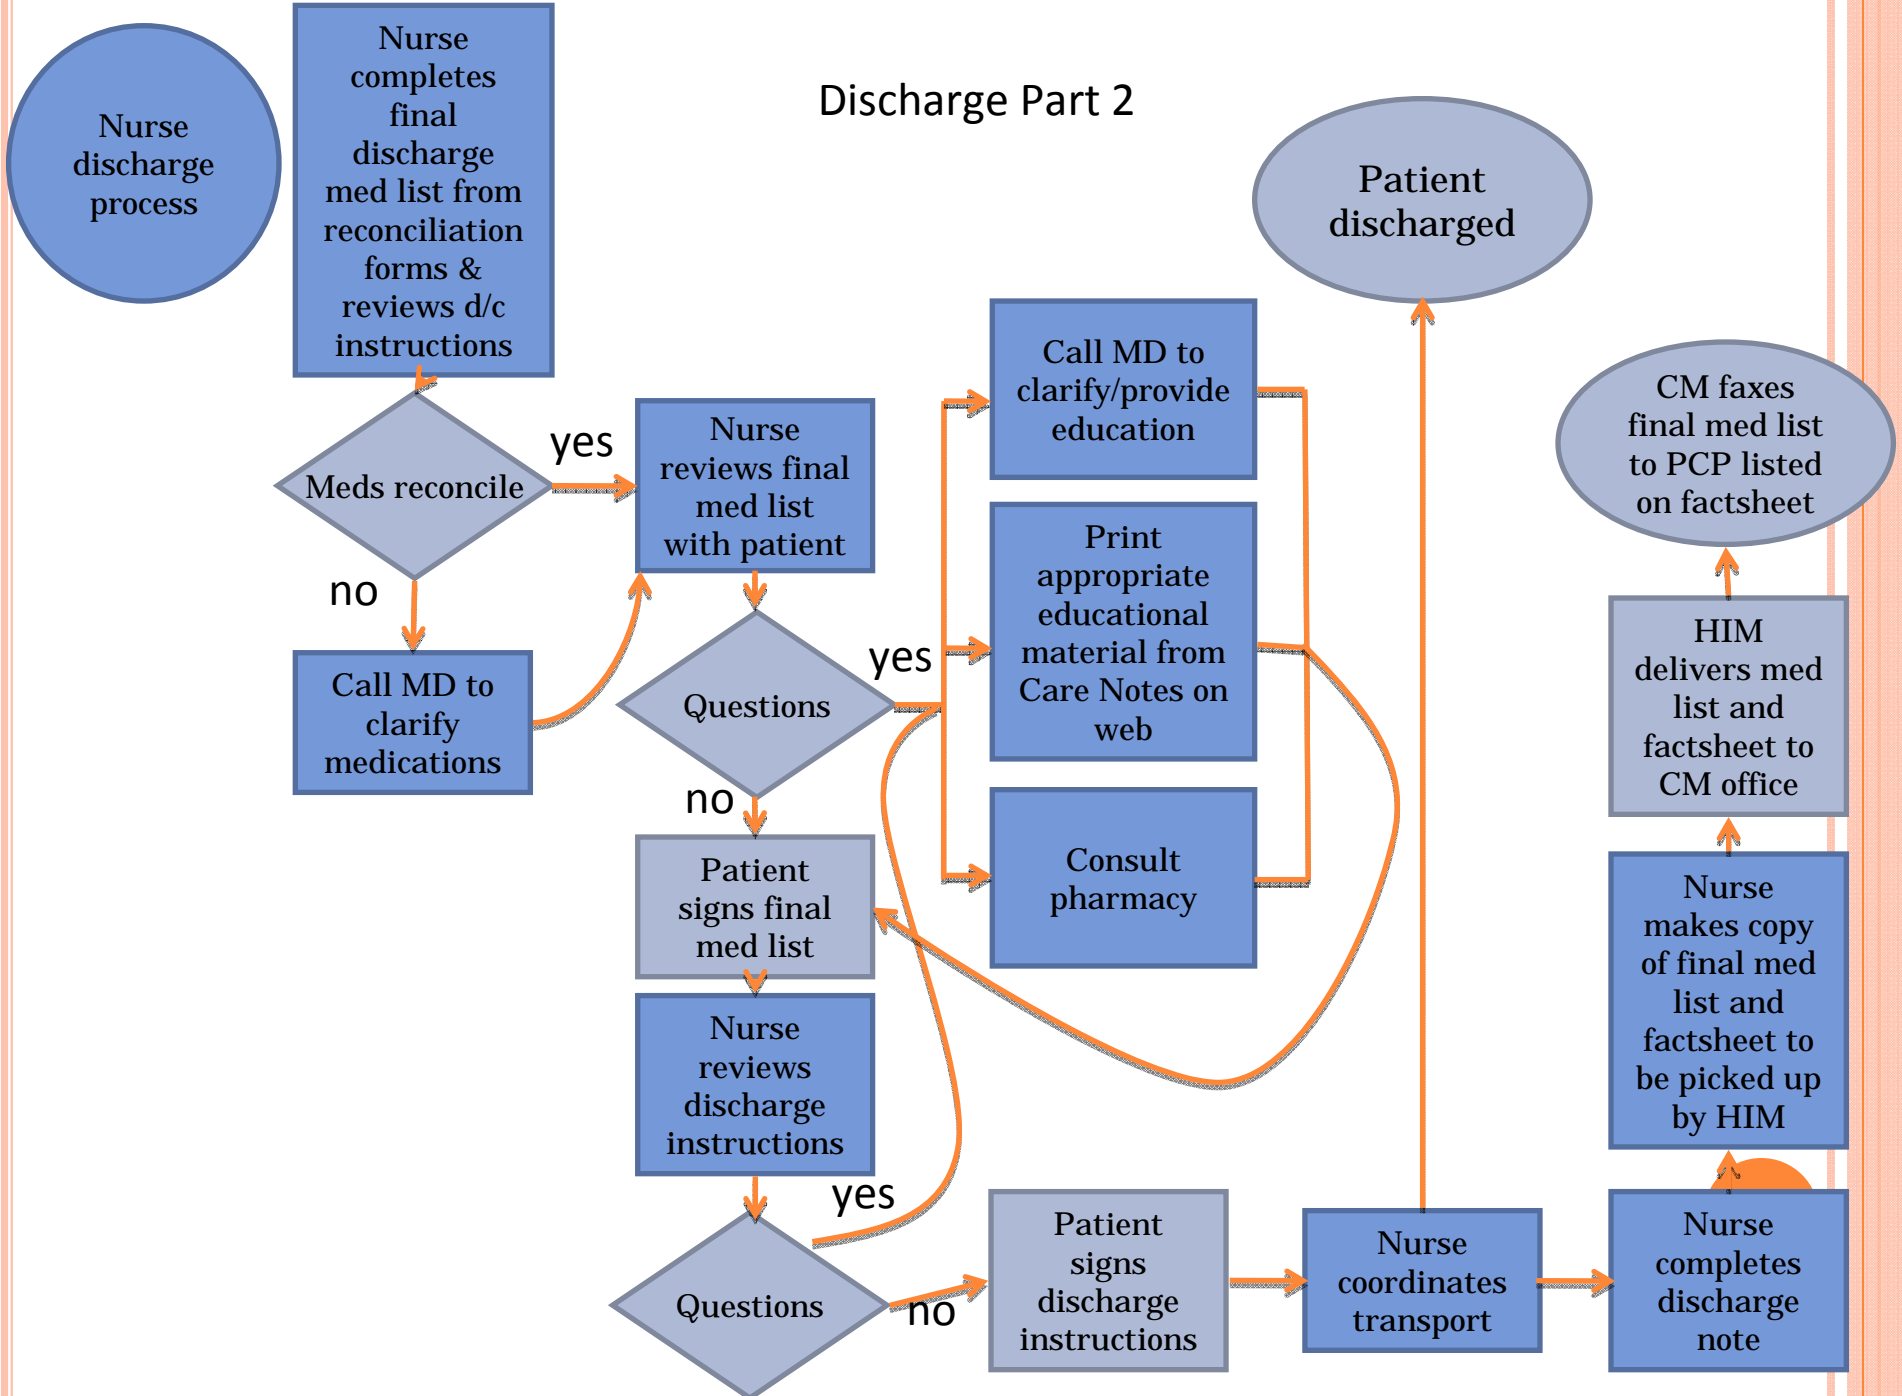 Discharge Part 2
Nurse
discharge
process
Nurse
completes
final
discharge
med list from
reconciliation
forms &
reviews d/c
instructions
Meds reconcile
yes
no
Call MD to
clarify
medications
Nurse
reviews final
med list
with patient
Questions
yes
no
Call MD to
clarify/provide
education
Print
appropriate
educational
material from
Care Notes on
web
Consult
pharmacy
Patient
signs final
med list
Nurse
reviews
discharge
instructions
Questions
yes
no
Patient
signs
discharge
instructions
Nurse
coordinates
transport
Patient
discharged
Nurse
completes
discharge
note
Nurse
makes copy
of final med
list and
factsheet to
be picked up
by HIM
HIM
delivers med
list and
factsheet to
CM office
CM faxes
final med list
to PCP listed
on factsheet